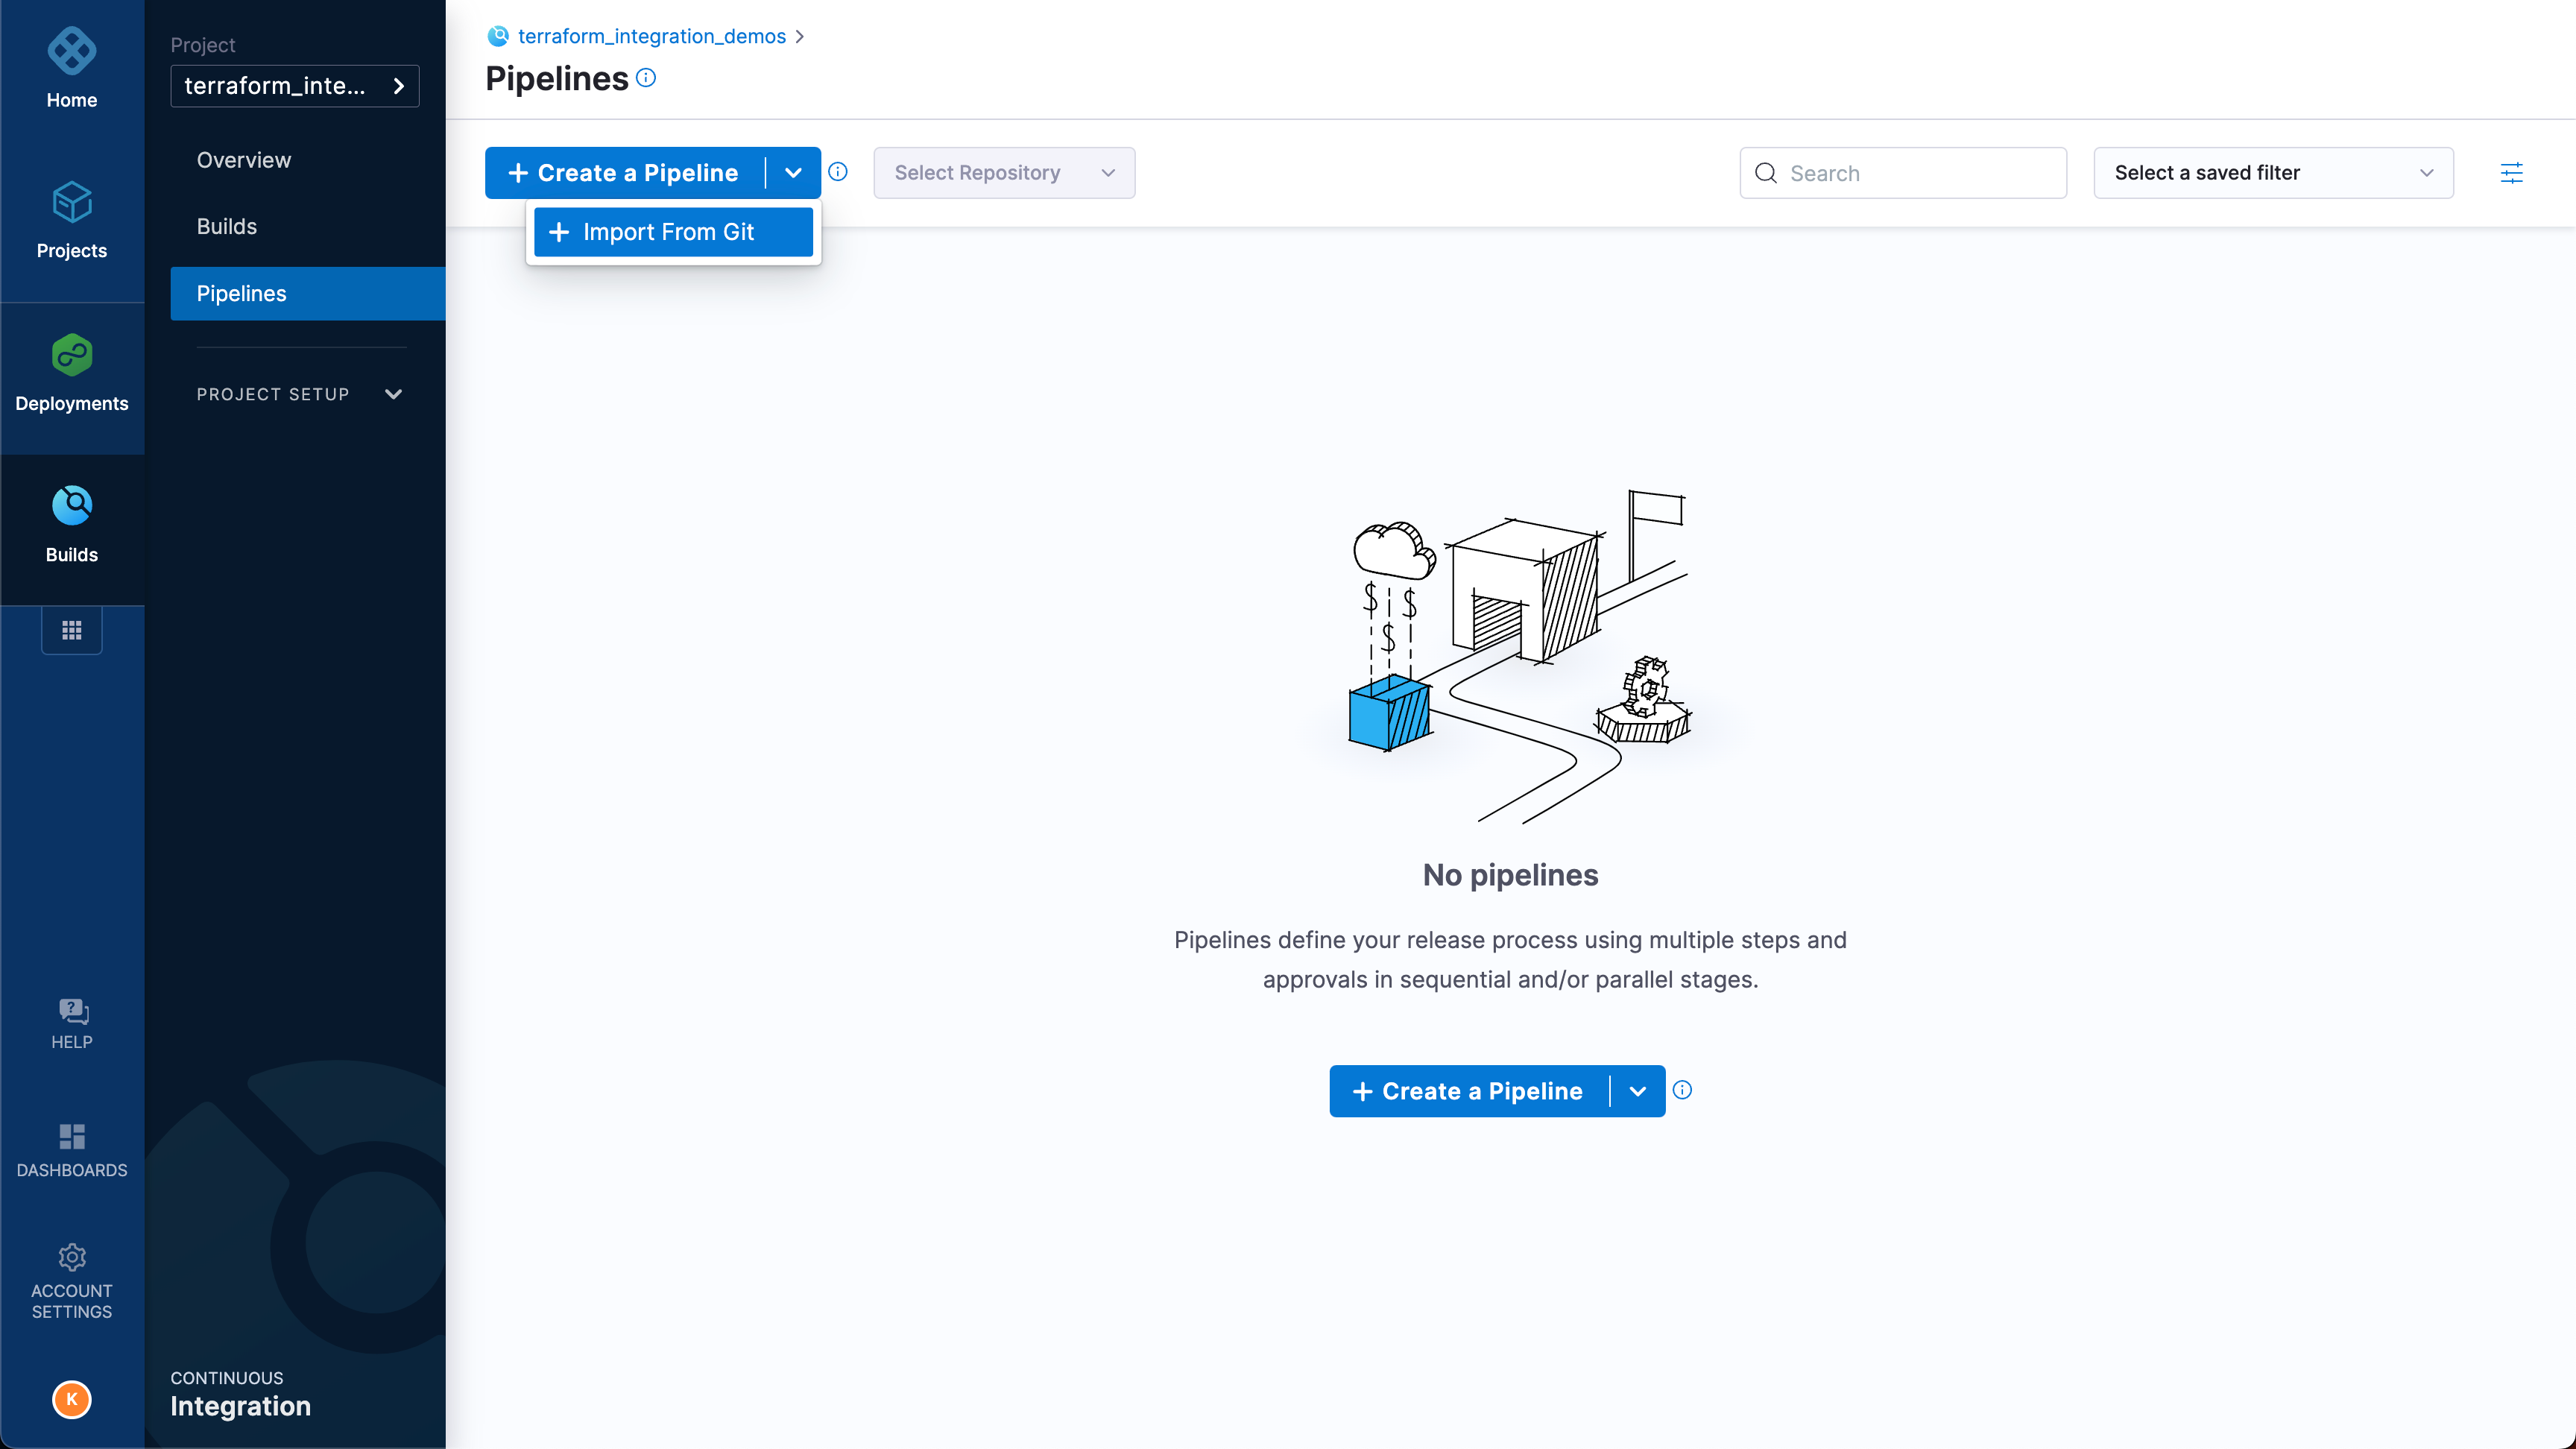 Home
Projects
Deployments
Builds
HELP
DASHBOARDS
ACCOUNT
SETTINGS
K
Project
terraform_inte...
Overview
Builds
Pipelines
PROJECT SETUP
CONTINUOUS
Integration
terraform_integration_demos
Pipelines
Create a Pipeline
Select Repository
Search
Select a saved filter
Import From Git
$ $
$
No pipelines
Pipelines define your release process using multiple steps and
approvals in sequential and/or parallel stages.
Create a Pipeline